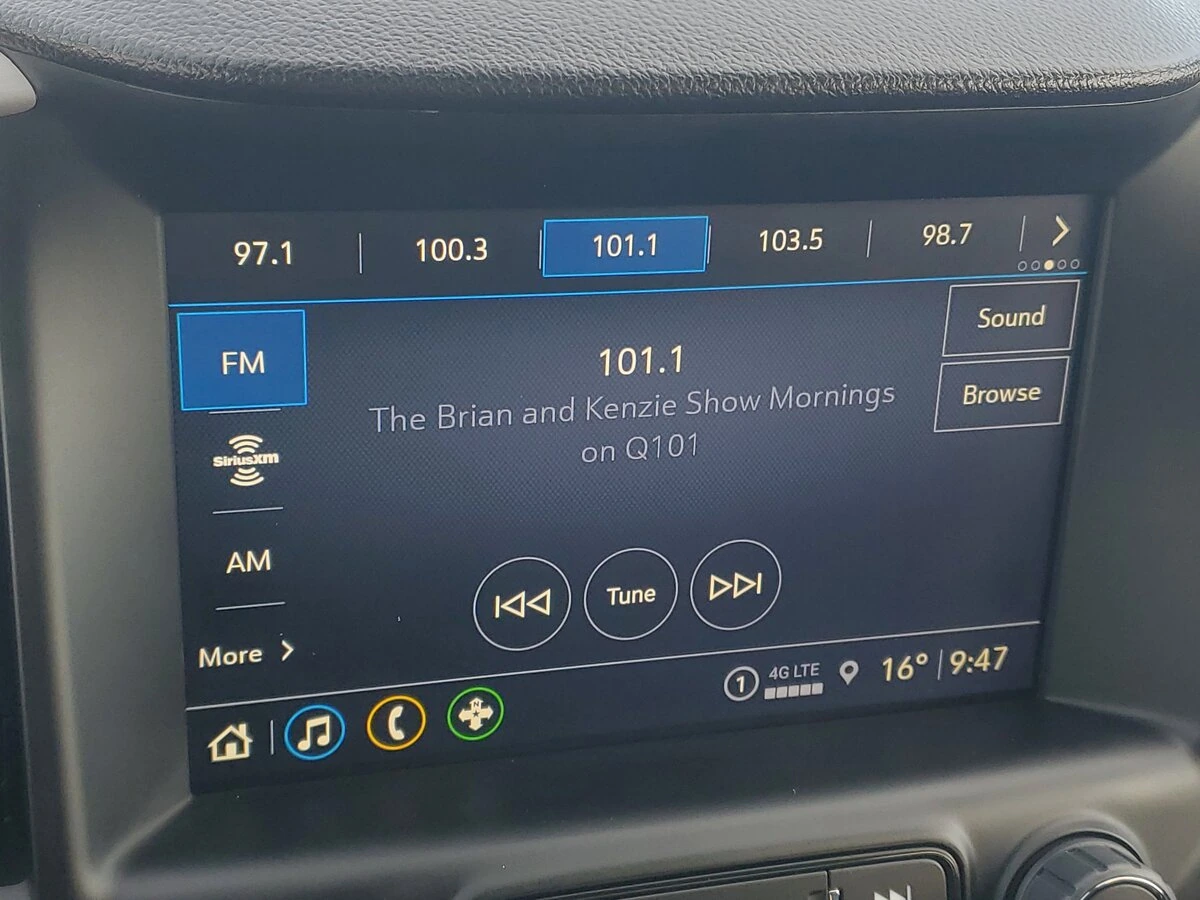 97.1 100.3 101.1 103.5 98.7
Sound
FM
101.1
Browse
The Brian and Kenzie Show Mornings
on Q101
SiriusXM
AM
Tune
More
1 4G LTE 16° 9:47
N